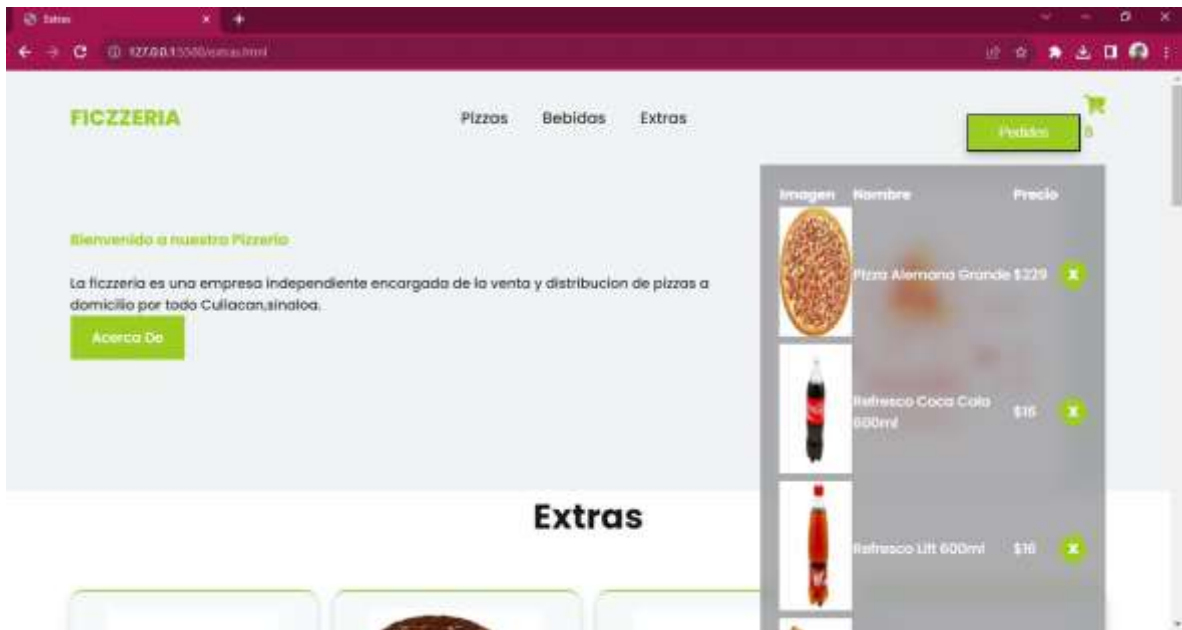 Extras
127.0.0.1:5500/extras.html
FICZZERIA
Pizzas Bebidas Extras
Pedidos
Imagen Nombre Precio
Bienvenido a nuestra Pizzeria
La ficzzeria es una empresa independiente encargada de la venta y distribucion de pizzas a
domicilio por todo Culiacan,sinaloa.
Acerca De
Pizza Alemana Grande $229 X
Refresco Coca Cola
600ml
$16 X
Refresco Lift 600ml $16 X
Extras